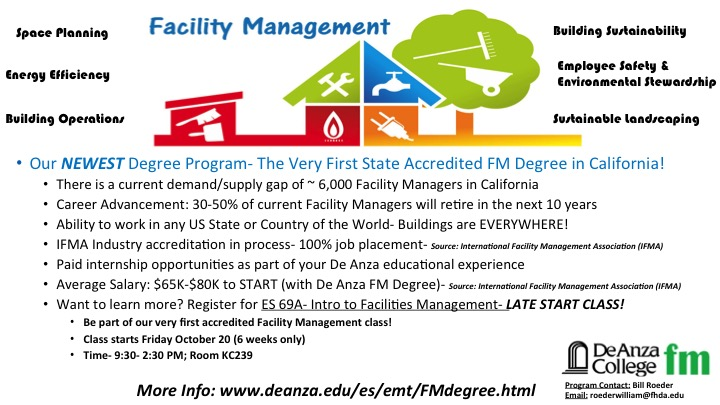 Facility Management
Space Planning
Energy Efficiency
Building Operations
Building Sustainability
Employee Safety &
Environmental Stewardship
Sustainable Landscaping
• Our NEWEST Degree Program- The Very First State Accredited FM Degree in California!
• There is a current demand/supply gap of ~ 6,000 Facility Managers in California
• Career Advancement: 30-50% of current Facility Managers will retire in the next 10 years
• Ability to work in any US State or Country of the World- Buildings are EVERYWHERE!
• IFMA Industry accreditation in process- 100% job placement- Source: International Facility Management Association (IFMA)
• Paid internship opportunities as part of your De Anza educational experience
• Average Salary: $65K-$80K to START (with De Anza FM Degree)- Source: International Facility Management Association (IFMA)
• Want to learn more? Register for ES 69A- Intro to Facilities Management- LATE START CLASS!
• Be part of our very first accredited Facility Management class!
• Class starts Friday October 20 (6 weeks only)
• Time- 9:30- 2:30 PM; Room KC239
More Info: www.deanza.edu/es/emt/FMdegree.html
DeAnza
College
fm
Program Contact: Bill Roeder
Email: roederwilliam@fhda.edu